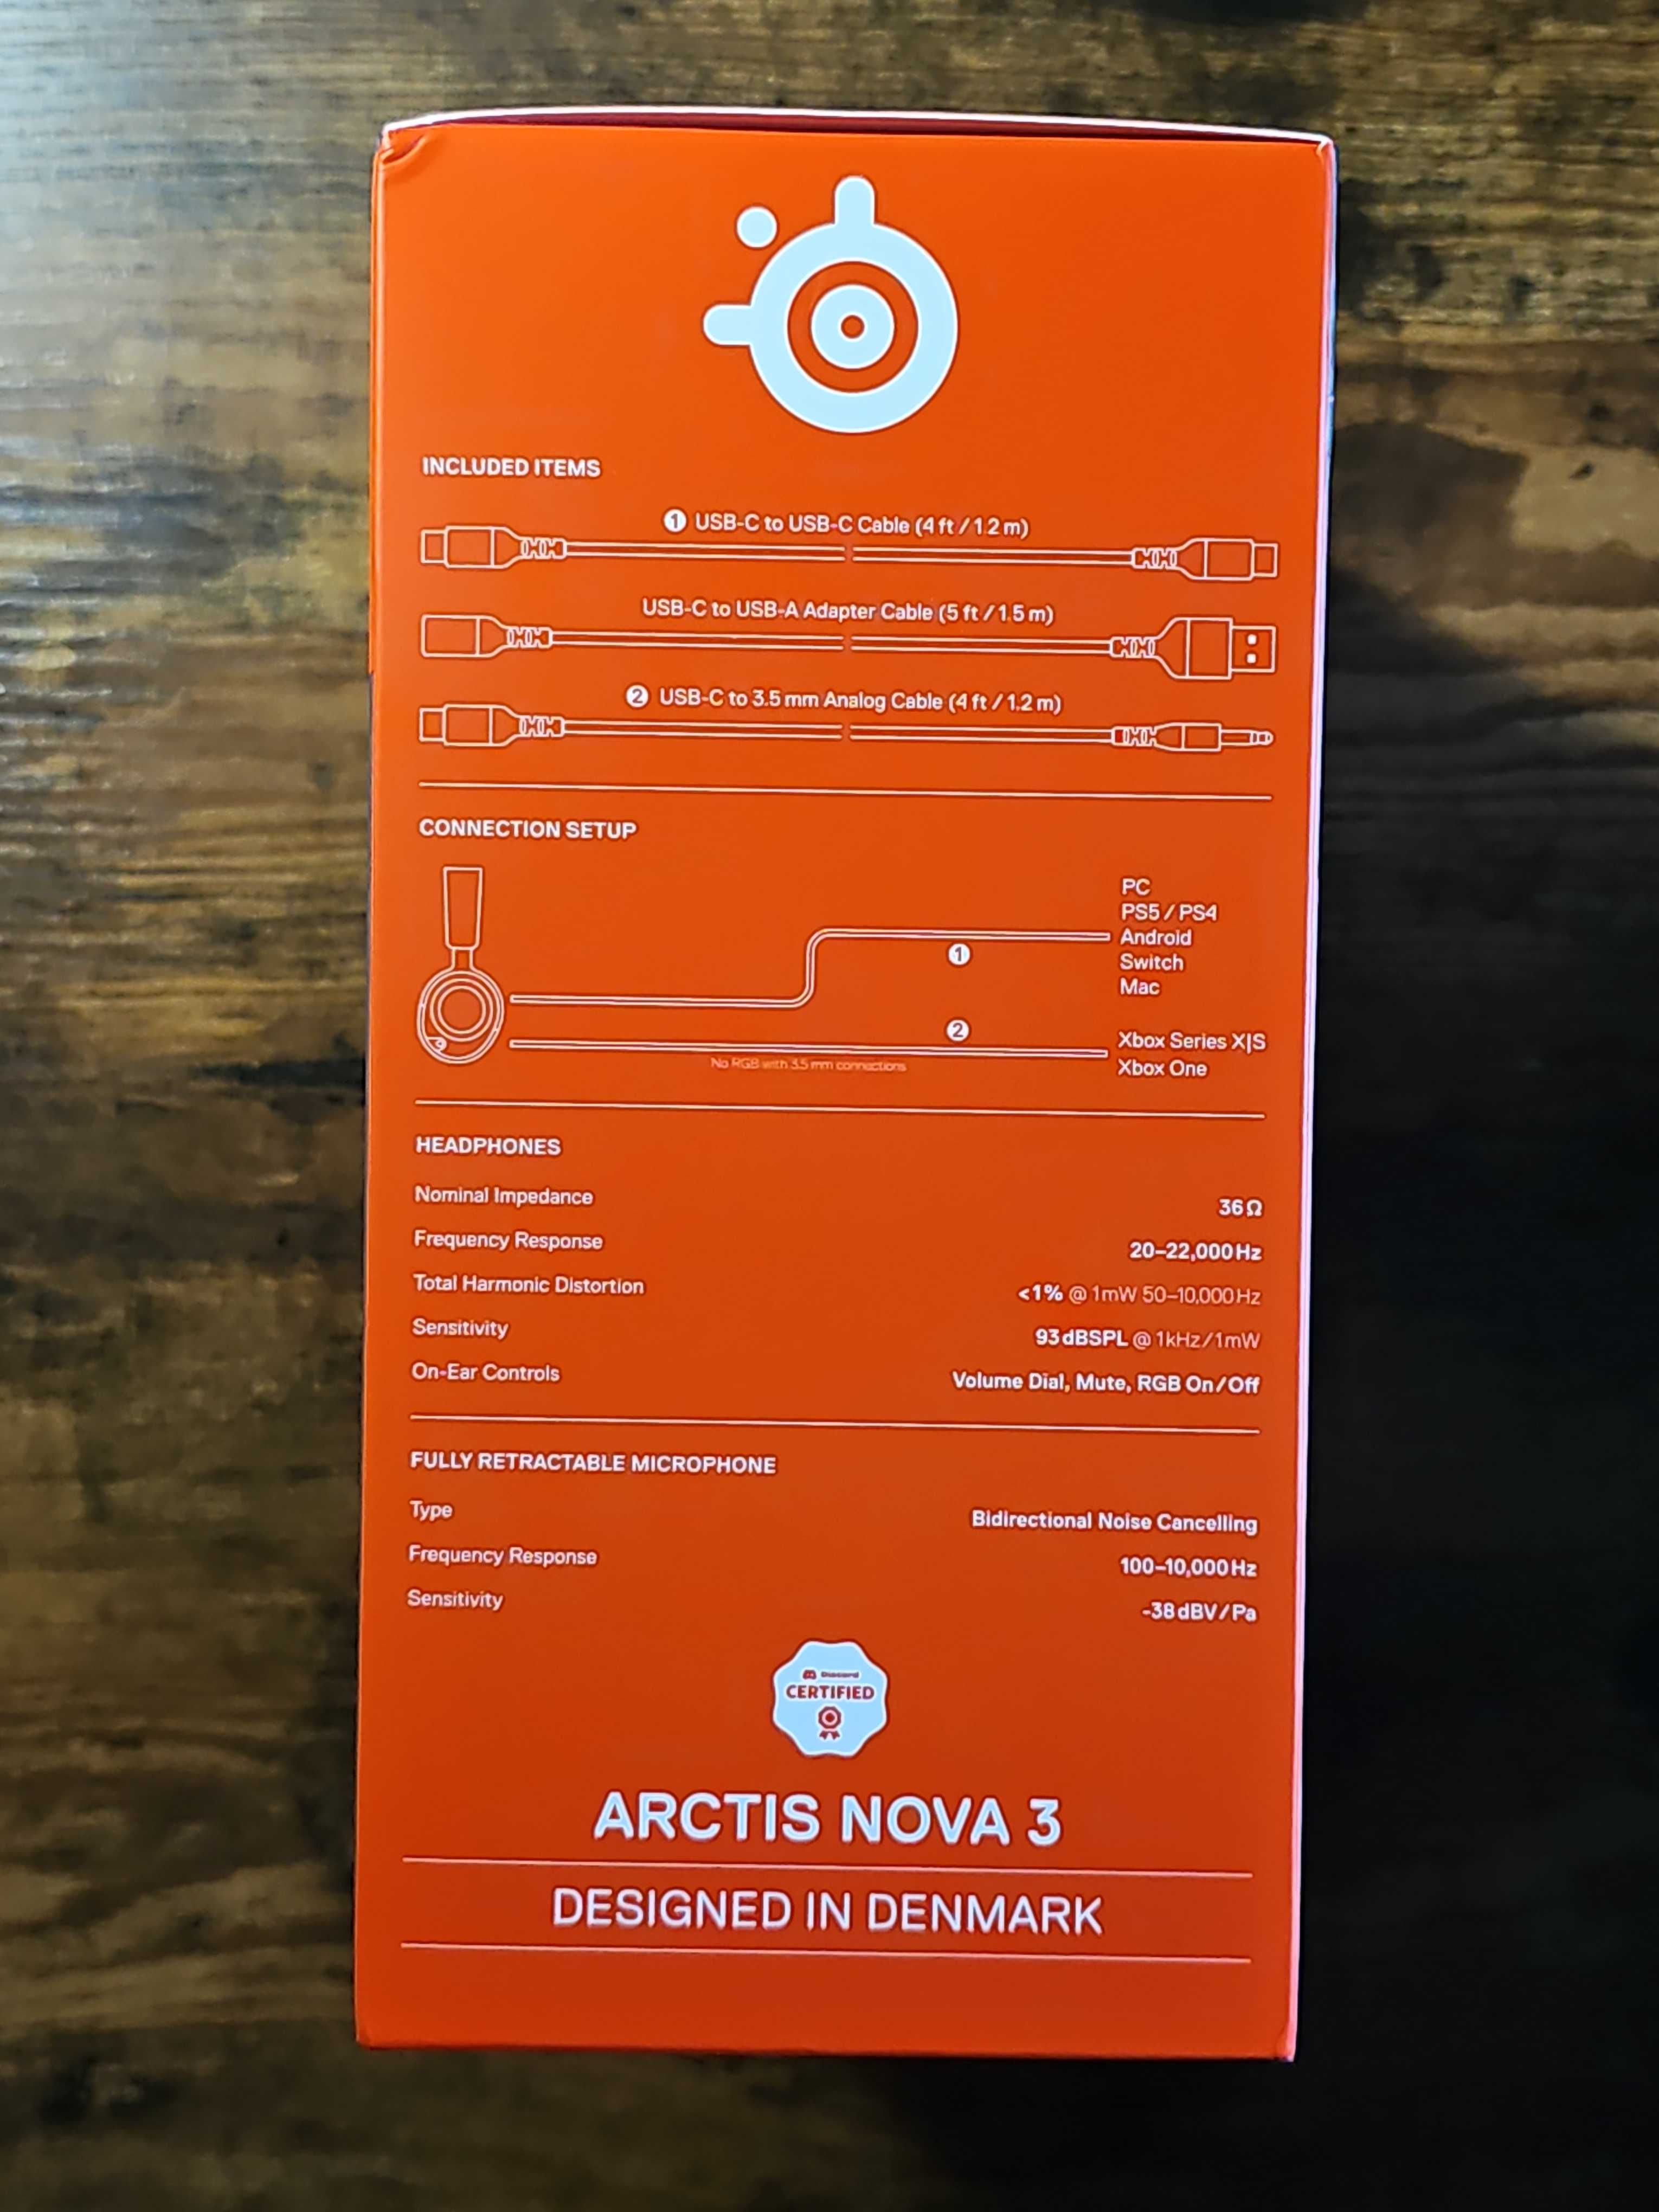 INCLUDED ITEMS
1 USB-C to USB-C Cable (4 ft / 1.2 m)
USB-C to USB-A Adapter Cable (5 ft / 1.5 m)
2 USB-C to 3.5 mm Analog Cable (4 ft / 1.2 m)
CONNECTION SETUP
PC
PS5 / PS4
1 Android
Switch
Mac
2 Xbox Series X|S
No RGB with 3.5 mm connections Xbox One
HEADPHONES
Nominal Impedance 36 Ω
Frequency Response 20–22,000 Hz
Total Harmonic Distortion <1% @ 1mW 50–10,000 Hz
Sensitivity 93 dBSPL @ 1kHz/1mW
On-Ear Controls Volume Dial, Mute, RGB On/Off
FULLY RETRACTABLE MICROPHONE
Type Bidirectional Noise Cancelling
Frequency Response 100–10,000 Hz
Sensitivity -38 dBV/Pa
Discord
CERTIFIED
ARCTIS NOVA 3
DESIGNED IN DENMARK